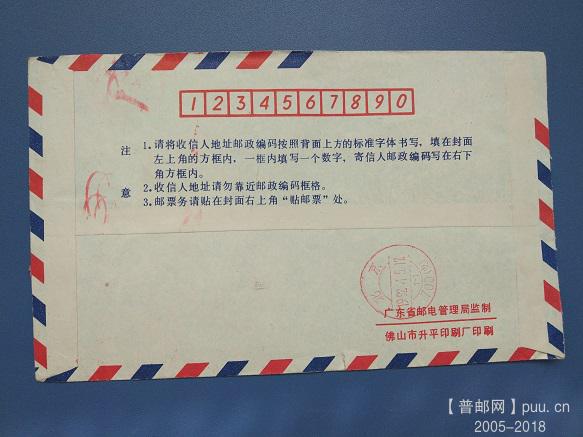 1234567890
注 1.请将收信人地址邮政编码按照背面上方的标准字体书写，填在封面
左上角的方框内，一框内填写一个数字，寄信人邮政编码写在右下
角方框内。
意 2.收信人地址请勿靠近邮政编码框格。
3.邮票务请贴在封面右上角“贴邮票”处。
北京
广东省邮电管理局监制
佛山市升平印刷厂印刷
【普邮网】puu.cn
2005-2018